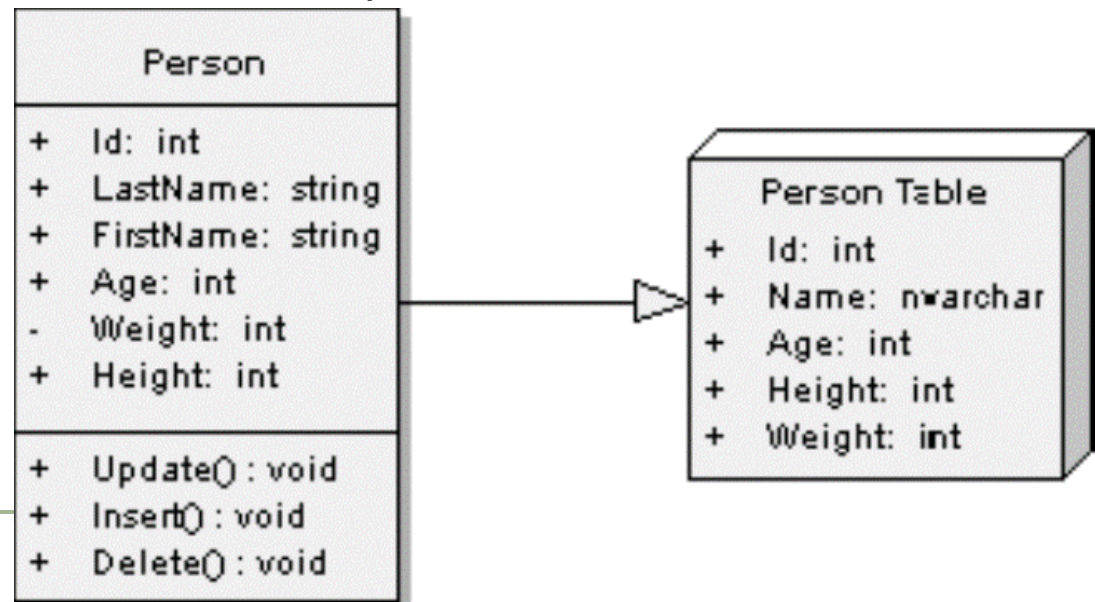 Person
+ Id: int
+ LastName: string
+ FirstName: string
+ Age: int
- Weight: int
+ Height: int
+ Update() : void
+ Insert() : void
+ Delete() : void
Person Table
+ Id: int
+ Name: nvarchar
+ Age: int
+ Height: int
+ Weight: int